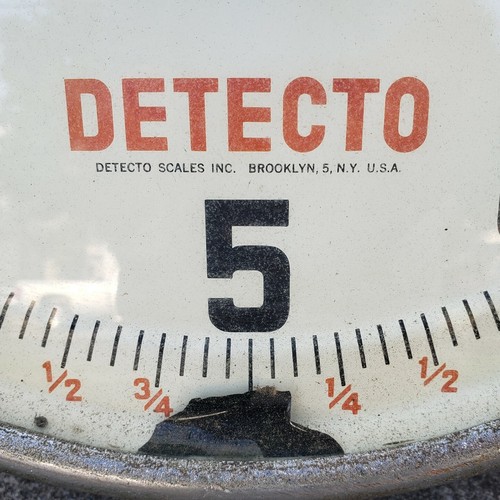 DETECTO
DETECTO SCALES INC. BROOKLYN, 5, N.Y. U.S.A.
5
1/2 3/4 1/4 1/2